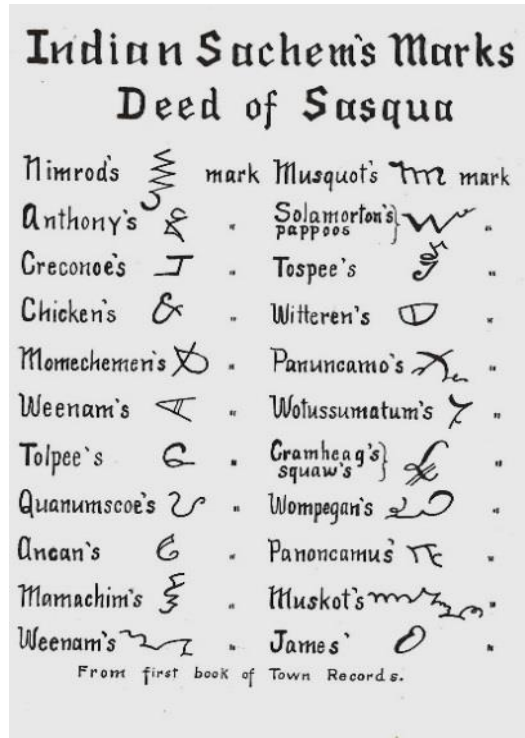 Indian Sachem's Marks
Deed of Sasqua
Nimrod's mark Musquot's mark
Anthony's " Solamorton's pappoos "
Creconoe's " Tospee's "
Chicken's " Witteren's "
Momechemen's " Panuncamo's "
Weenam's " Wotussumatum's "
Tolpee's " Cramheag's squaw's "
Quanumscoe's " Wompegan's "
Ancan's " Panoncamus' "
Mamachim's " Muskot's "
Weenam's " James' "
From first book of Town Records.